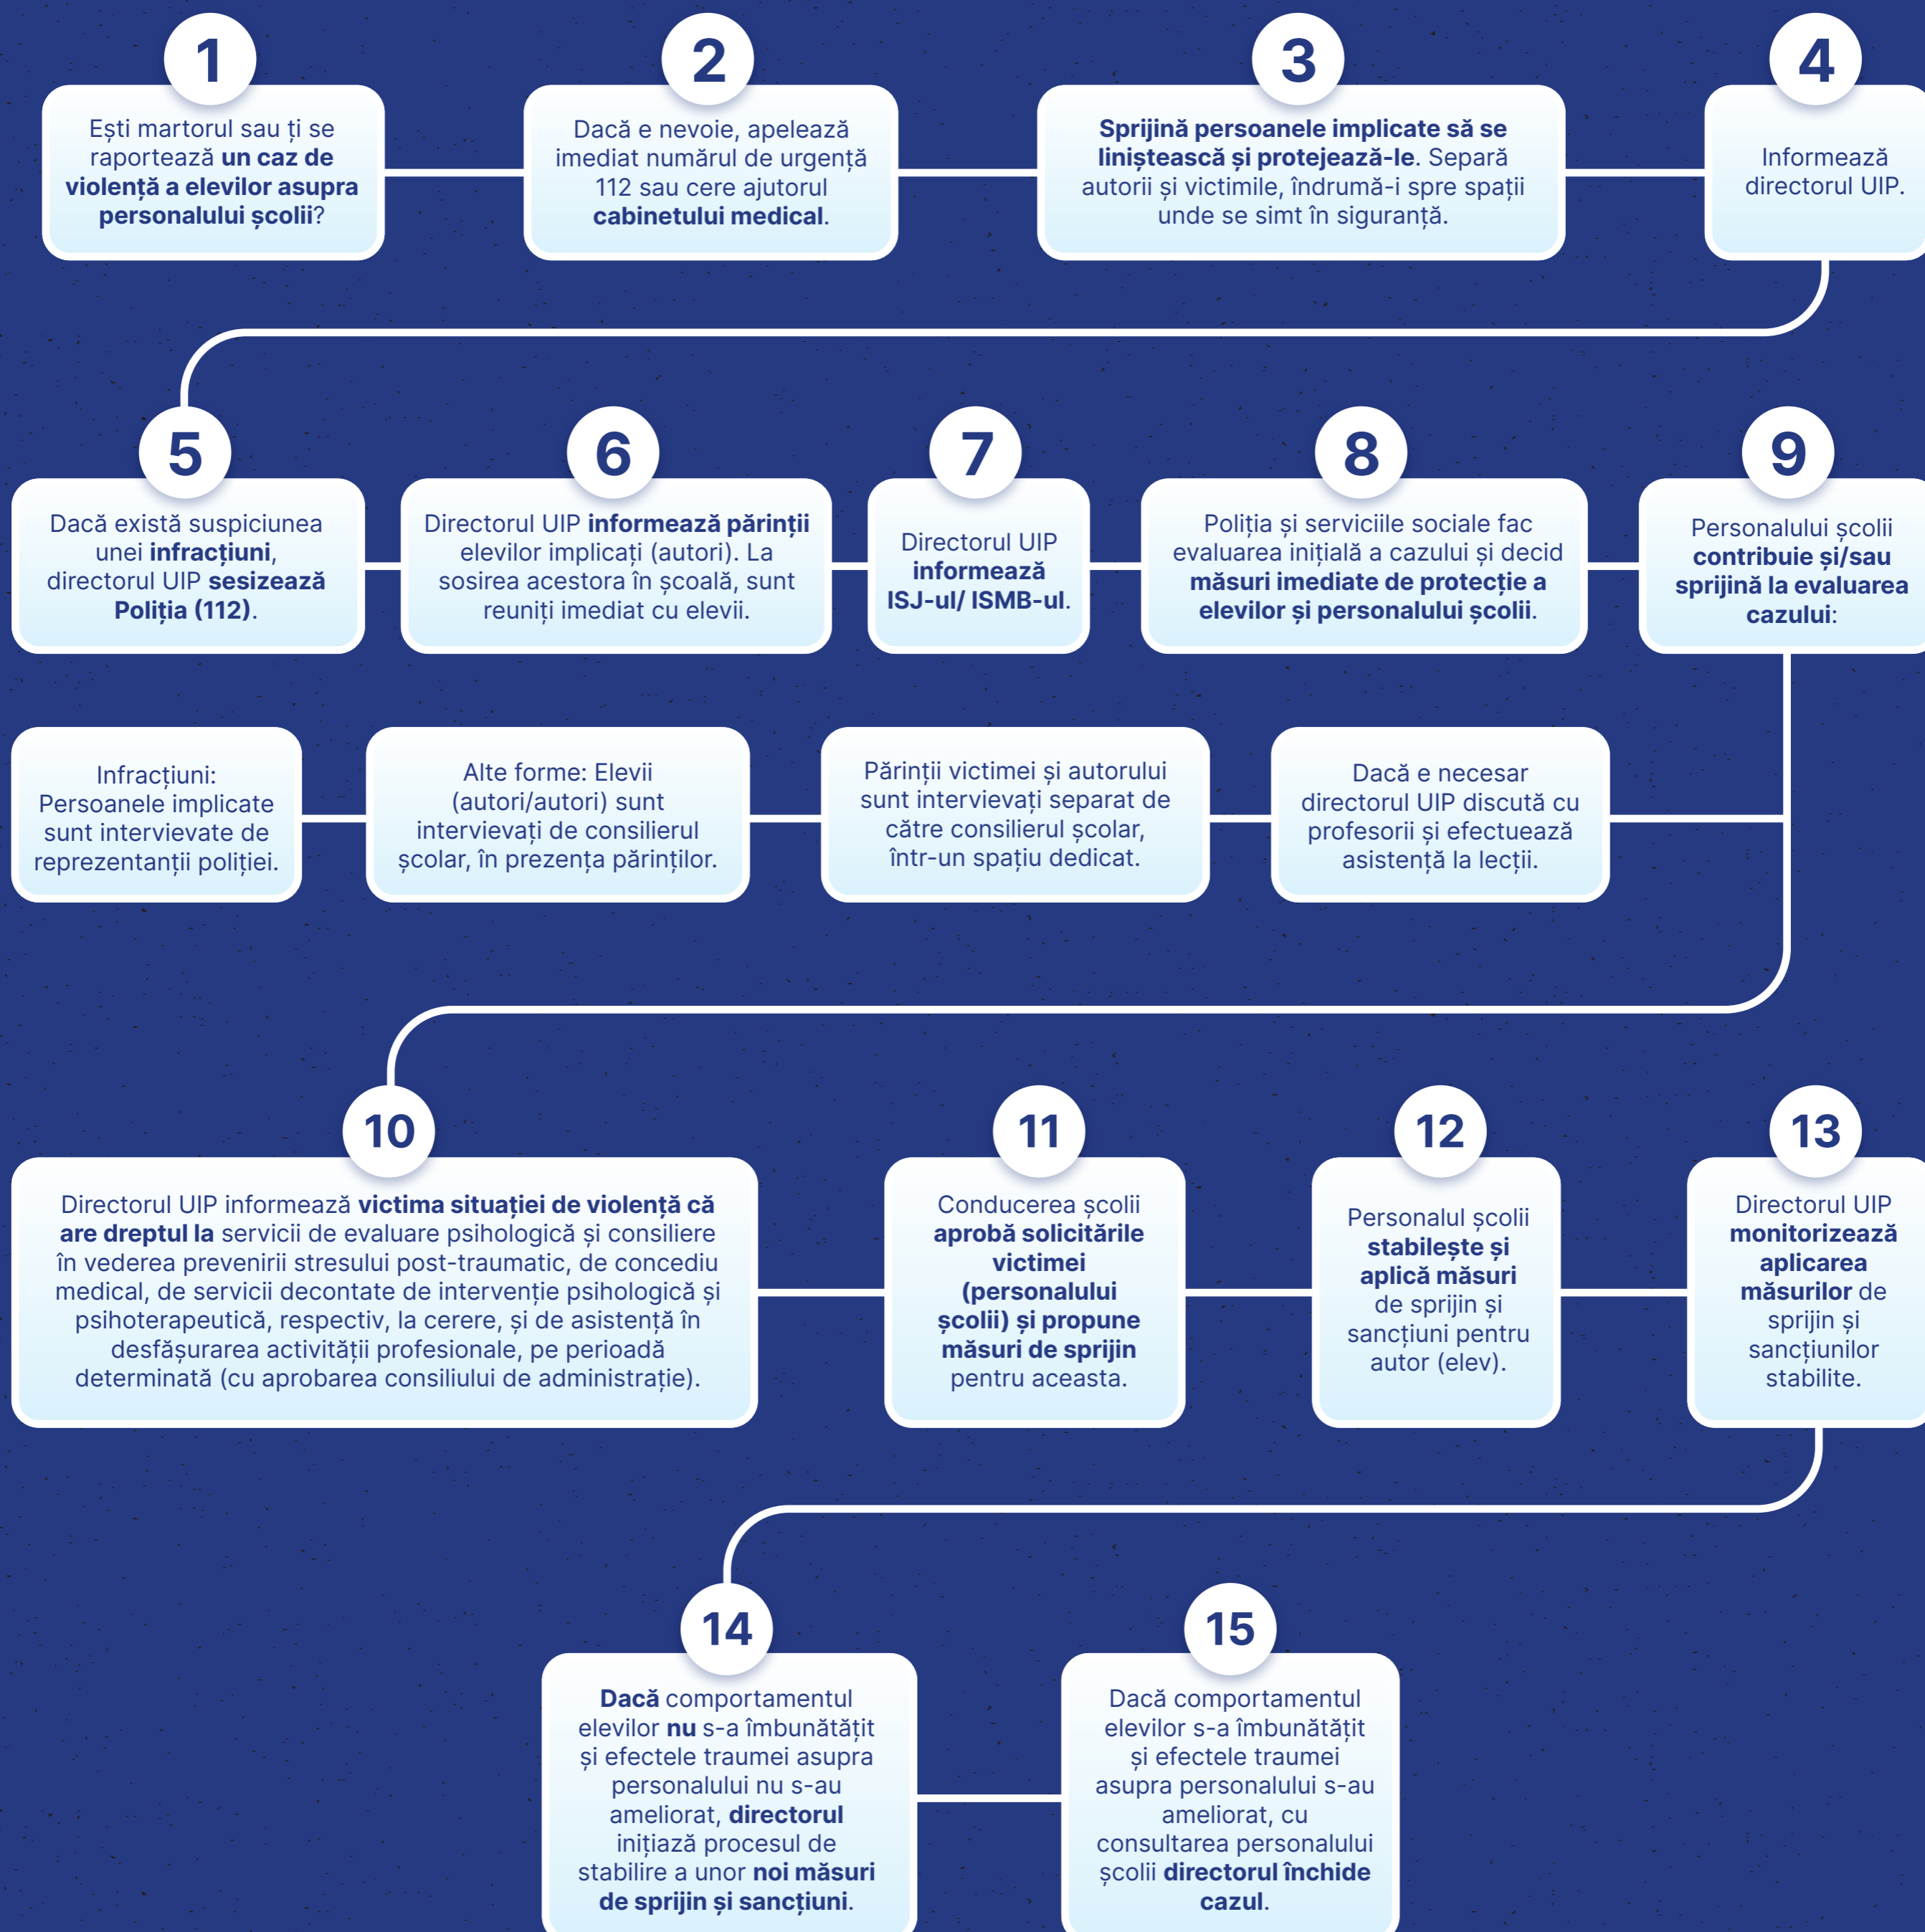 1
Ești martorul sau ți se
raportează un caz de
violență a elevilor asupra
personalului școlii?
2
Dacă e nevoie, apelează
imediat numărul de urgență
112 sau cere ajutorul
cabinetului medical.
3
Sprijină persoanele implicate să se
liniștească și protejează-le. Separă
autorii și victimile, îndrumă-i spre spații
unde se simt în siguranță.
4
Informează
directorul UIP.
5
Dacă există suspiciunea
unei infracțiuni,
directorul UIP sesizează
Poliția (112).
6
Directorul UIP informează părinții
elevilor implicați (autori). La
sosirea acestora în școală, sunt
reuniți imediat cu elevii.
7
Directorul UIP
informează
ISJ-ul/ ISMB-ul.
8
Poliția și serviciile sociale fac
evaluarea inițială a cazului și decid
măsuri imediate de protecție a
elevilor și personalului școlii.
9
Personalului școlii
contribuie și/sau
sprijină la evaluarea
cazului:
Infracțiuni:
Persoanele implicate
sunt intervievate de
reprezentanții poliției.
Alte forme: Elevii
(autori/autori) sunt
intervievați de consilierul
școlar, în prezența părinților.
Părinții victimei și autorului
sunt intervievați separat de
către consilierul școlar,
într-un spațiu dedicat.
Dacă e necesar
directorul UIP discută cu
profesorii și efectuează
asistență la lecții.
10
Directorul UIP informează victima situației de violență că
are dreptul la servicii de evaluare psihologică și consiliere
în vederea prevenirii stresului post-traumatic, de concediu
medical, de servicii decontate de intervenție psihologică și
psihoterapeutică, respectiv, la cerere, și de asistență în
desfășurarea activității profesionale, pe perioadă
determinată (cu aprobarea consiliului de administrație).
11
Conducerea școlii
aprobă solicitările
victimei
(personalului
școlii) și propune
măsuri de sprijin
pentru aceasta.
12
Personalul școlii
stabilește și
aplică măsuri
de sprijin și
sancțiuni pentru
autor (elev).
13
Directorul UIP
monitorizează
aplicarea
măsurilor de
sprijin și
sancțiunilor
stabilite.
14
Dacă comportamentul
elevilor nu s-a îmbunătățit
și efectele traumei asupra
personalului nu s-au
ameliorat, directorul
inițiază procesul de
stabilire a unor noi măsuri
de sprijin și sancțiuni.
15
Dacă comportamentul
elevilor s-a îmbunătățit
și efectele traumei
asupra personalului s-au
ameliorat, cu
consultarea personalului
școlii directorul închide
cazul.